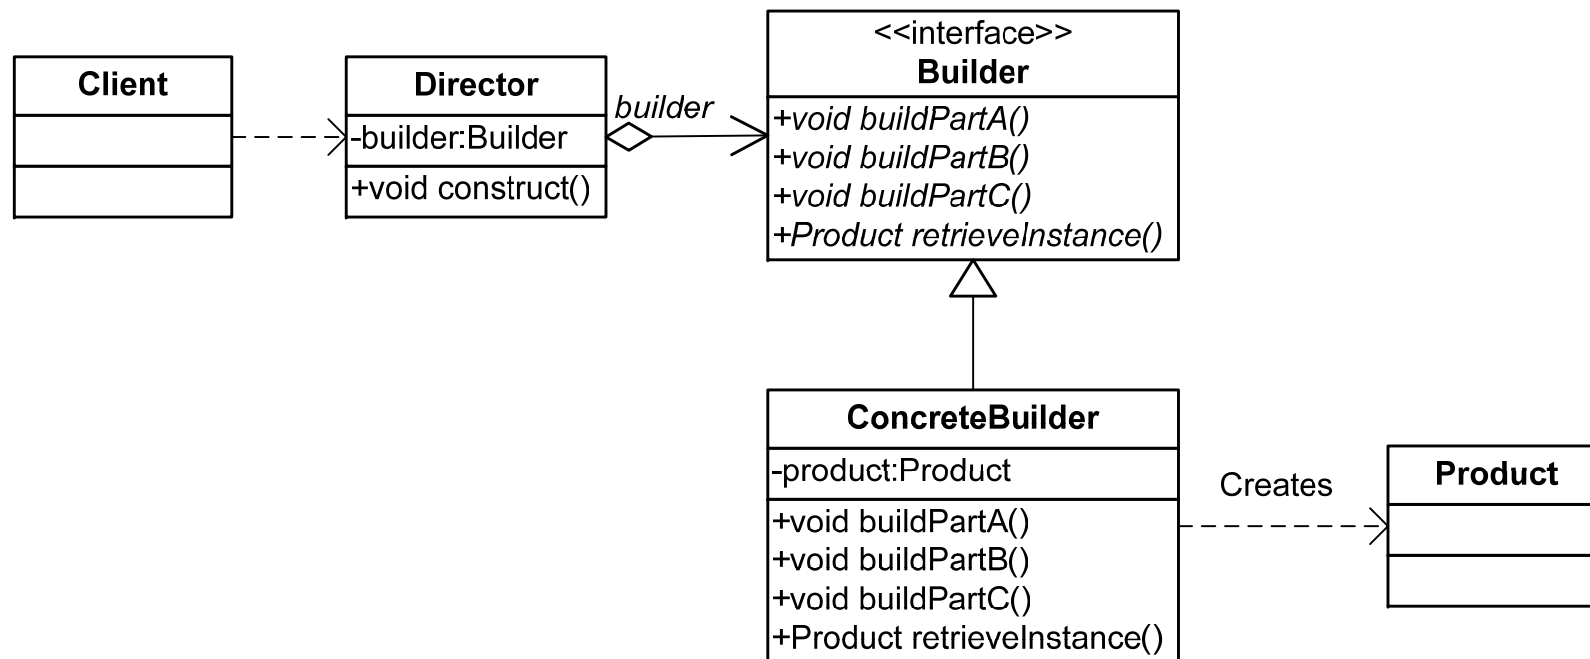 Client
Director
-builder:Builder
+void construct()
builder
<<interface>>
Builder
+void buildPartA()
+void buildPartB()
+void buildPartC()
+Product retrieveInstance()
ConcreteBuilder
-product:Product
+void buildPartA()
+void buildPartB()
+void buildPartC()
+Product retrieveInstance()
Creates
Product